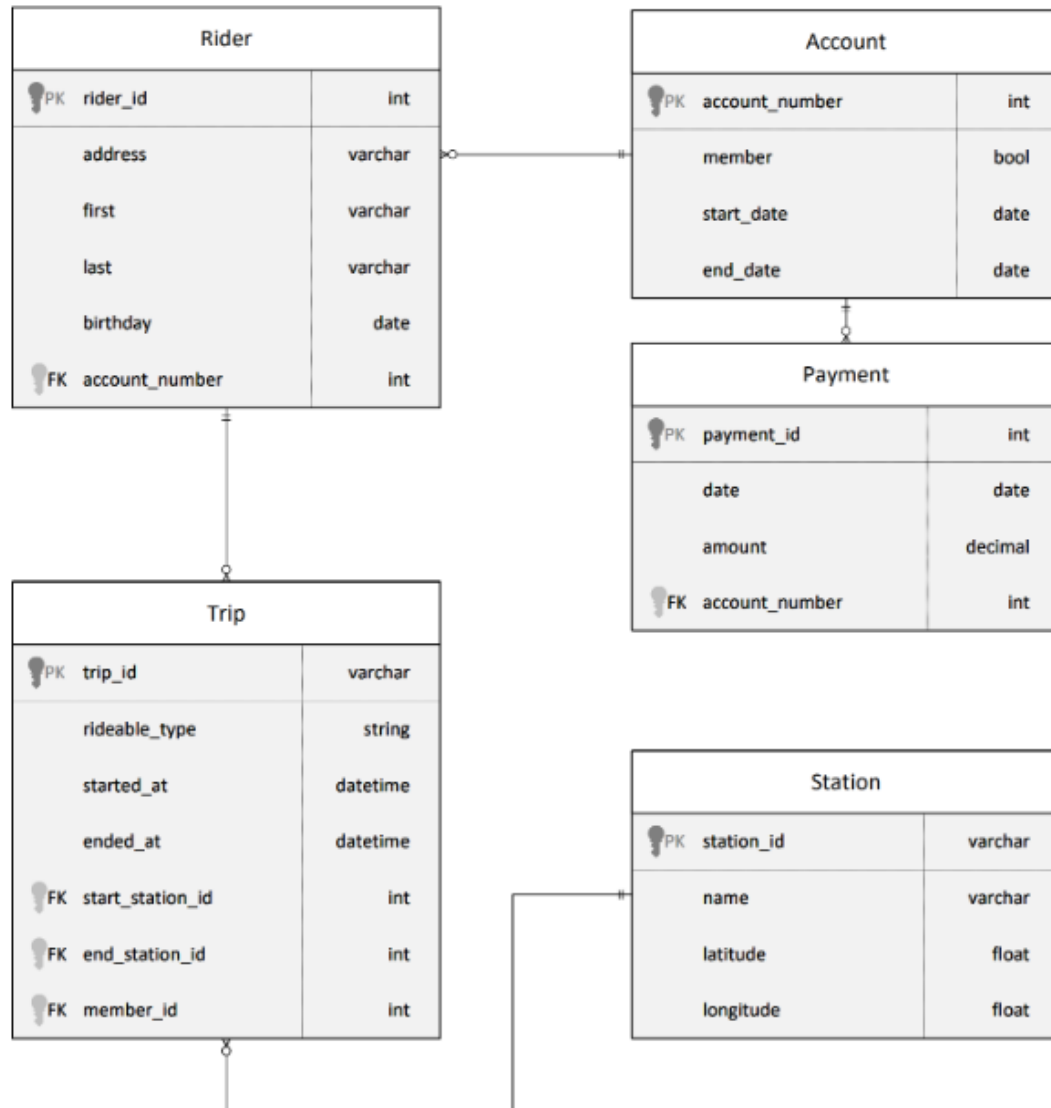 Rider
PK rider_id int
address varchar
first varchar
last varchar
birthday date
FK account_number int
Account
PK account_number int
member bool
start_date date
end_date date
Payment
PK payment_id int
date date
amount decimal
FK account_number int
Trip
PK trip_id varchar
rideable_type string
started_at datetime
ended_at datetime
FK start_station_id int
FK end_station_id int
FK member_id int
Station
PK station_id varchar
name varchar
latitude float
longitude float